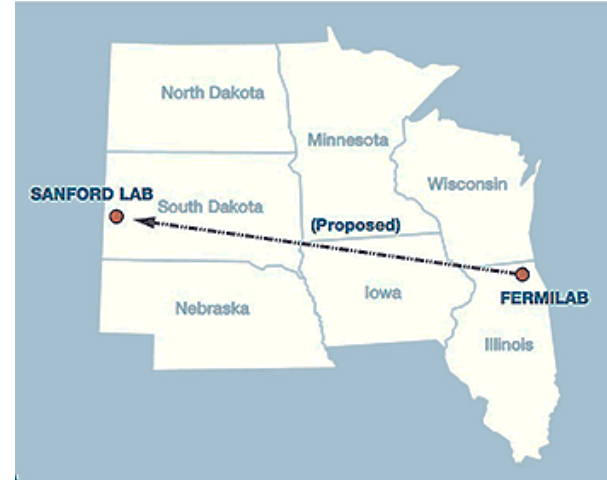 North Dakota
Minnesota
Wisconsin
SANFORD LAB
South Dakota
(Proposed)
Iowa
FERMILAB
Nebraska
Illinois